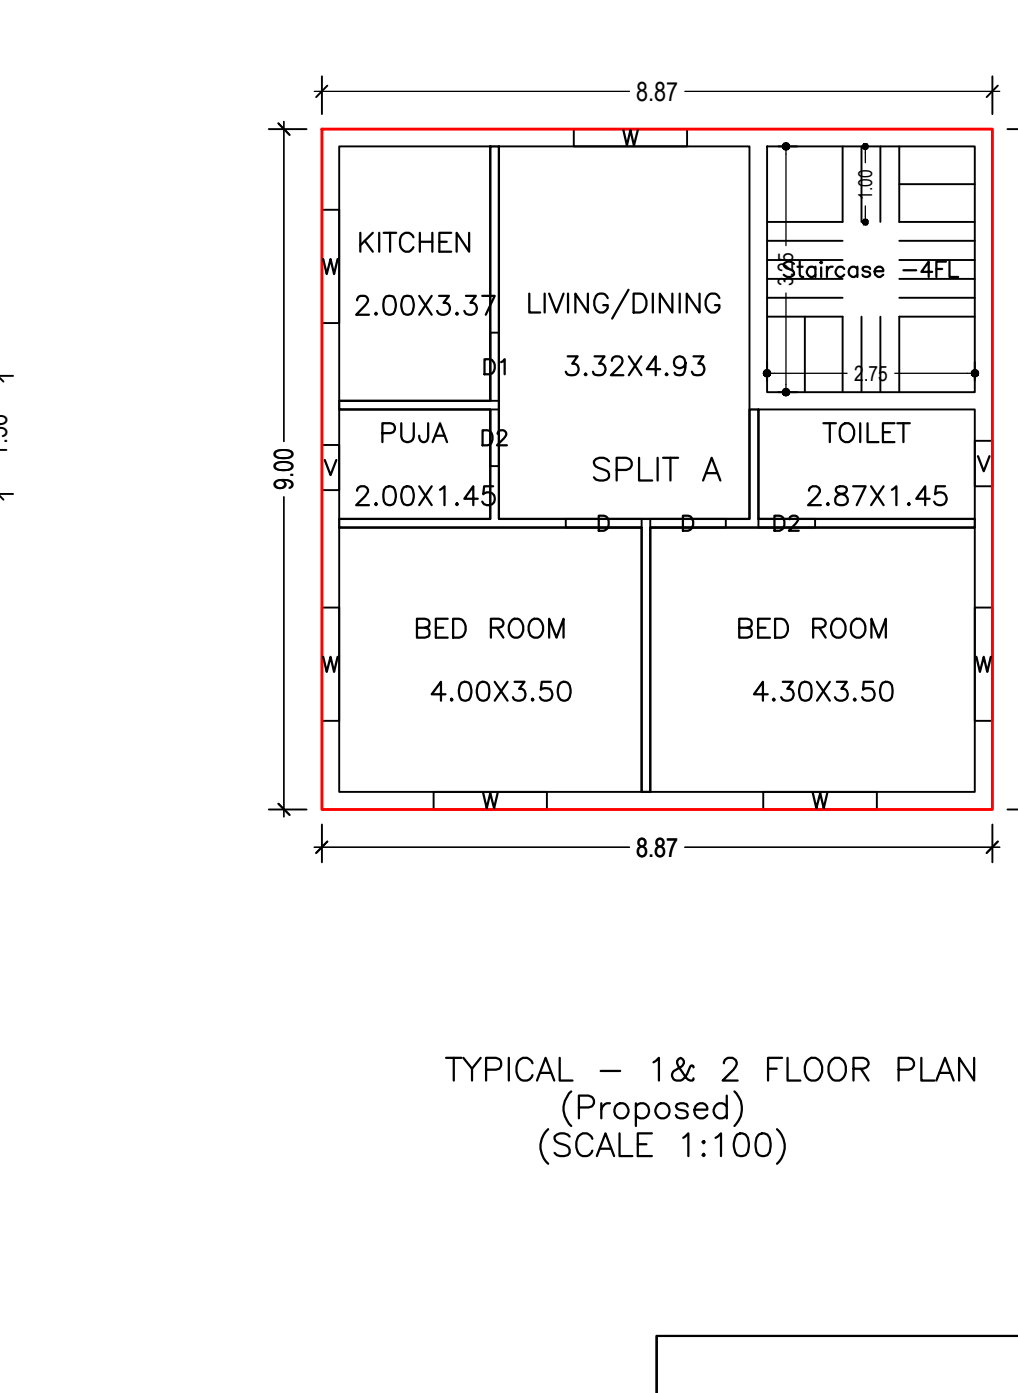 8.87
W
KITCHEN
2.00X3.37
W
LIVING/DINING
3.32X4.93
1.00
3.25
Staircase -4FL
2.75
D1
PUJA
D2
2.00X1.45
V
SPLIT A
TOILET
2.87X1.45
V
9.00
D
D
D2
BED ROOM
4.00X3.50
W
BED ROOM
4.30X3.50
W
W
W
8.87
TYPICAL - 1& 2 FLOOR PLAN
(Proposed)
(SCALE 1:100)